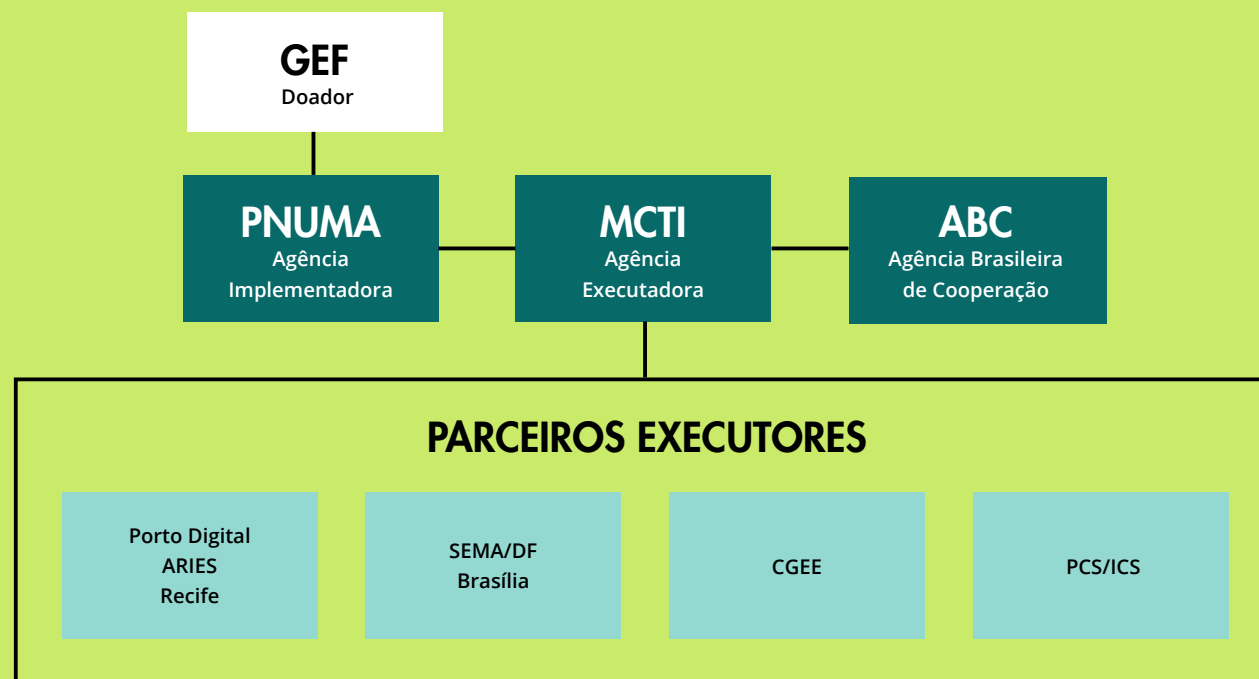 GEF
Doador
PNUMA
Agência
Implementadora
MCTI
Agência
Executadora
ABC
Agência Brasileira
de Cooperação
PARCEIROS EXECUTORES
Porto Digital
ARIES
Recife
SEMA/DF
Brasília
CGEE
PCS/ICS